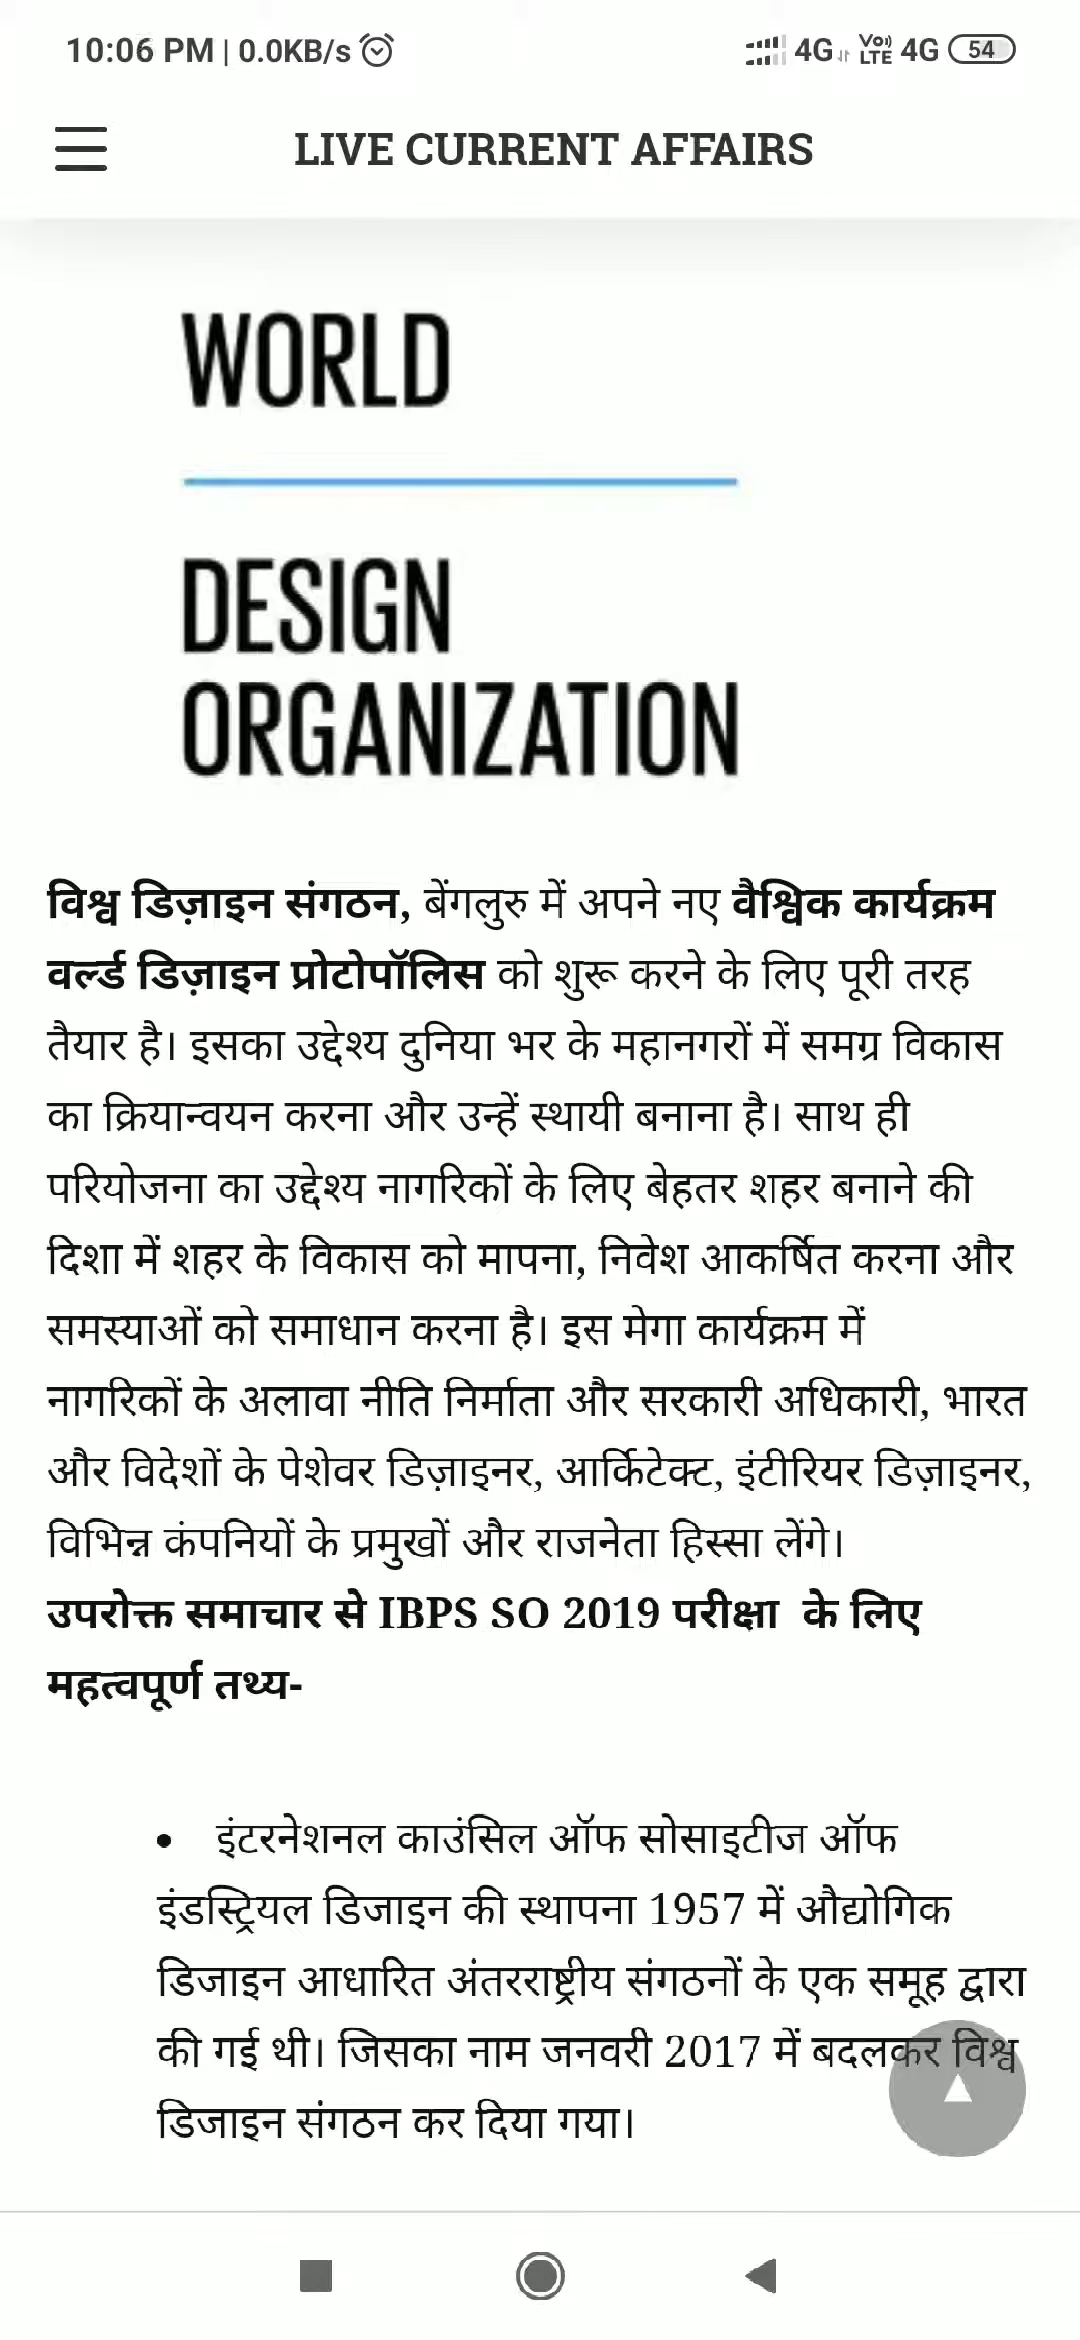 10:06 PM | 0.0KB/s
4G VoLTE 4G 54
LIVE CURRENT AFFAIRS
WORLD
DESIGN
ORGANIZATION
विश्व डिज़ाइन संगठन, बेंगलुरु में अपने नए वैश्विक कार्यक्रम
वर्ल्ड डिज़ाइन प्रोटोपॉलिस को शुरू करने के लिए पूरी तरह
तैयार है। इसका उद्देश्य दुनिया भर के महानगरों में समग्र विकास
का क्रियान्वयन करना और उन्हें स्थायी बनाना है। साथ ही
परियोजना का उद्देश्य नागरिकों के लिए बेहतर शहर बनाने की
दिशा में शहर के विकास को मापना, निवेश आकर्षित करना और
समस्याओं को समाधान करना है। इस मेगा कार्यक्रम में
नागरिकों के अलावा नीति निर्माता और सरकारी अधिकारी, भारत
और विदेशों के पेशेवर डिज़ाइनर, आर्किटेक्ट, इंटीरियर डिज़ाइनर,
विभिन्न कंपनियों के प्रमुखों और राजनेता हिस्सा लेंगे।
उपरोक्त समाचार से IBPS SO 2019 परीक्षा के लिए
महत्वपूर्ण तथ्य-
• इंटरनेशनल काउंसिल ऑफ सोसाइटीज ऑफ
इंडस्ट्रियल डिजाइन की स्थापना 1957 में औद्योगिक
डिजाइन आधारित अंतरराष्ट्रीय संगठनों के एक समूह द्वारा
की गई थी। जिसका नाम जनवरी 2017 में बदलकर विश्व
डिजाइन संगठन कर दिया गया।